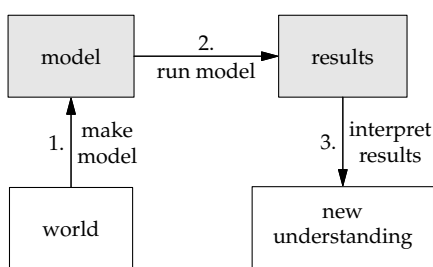 model
2.
run model
results
1.
make
model
3.
interpret
results
world
new
understanding